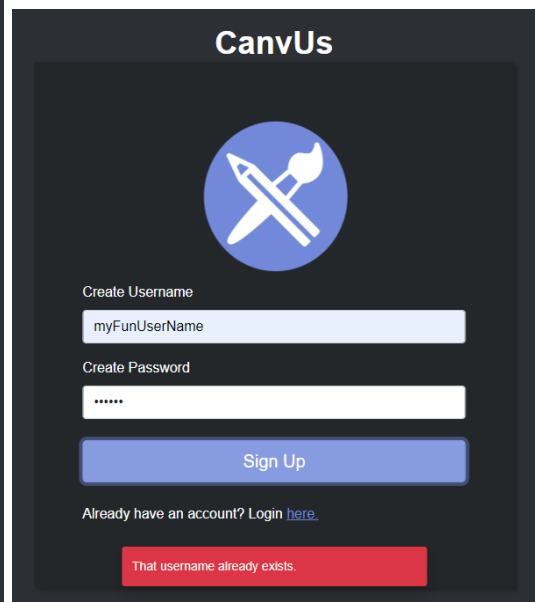 CanvUs
Create Username
myFunUserName
Create Password
••••••
Sign Up
Already have an account? Login here.
That username already exists.